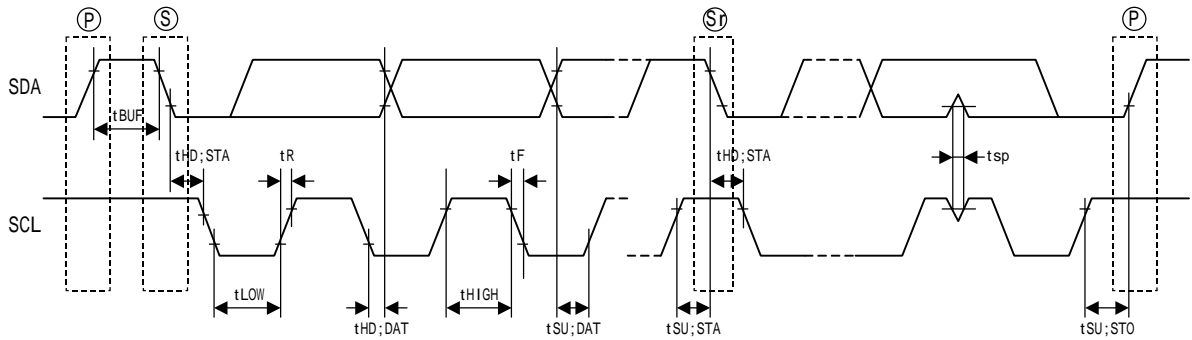 P S Sr P
SDA
tBUF
tHD;STA tR tF tHD;STA tsp
SCL
tLOW tHIGH
tHD;DAT tSU;DAT tSU;STA tSU;STO